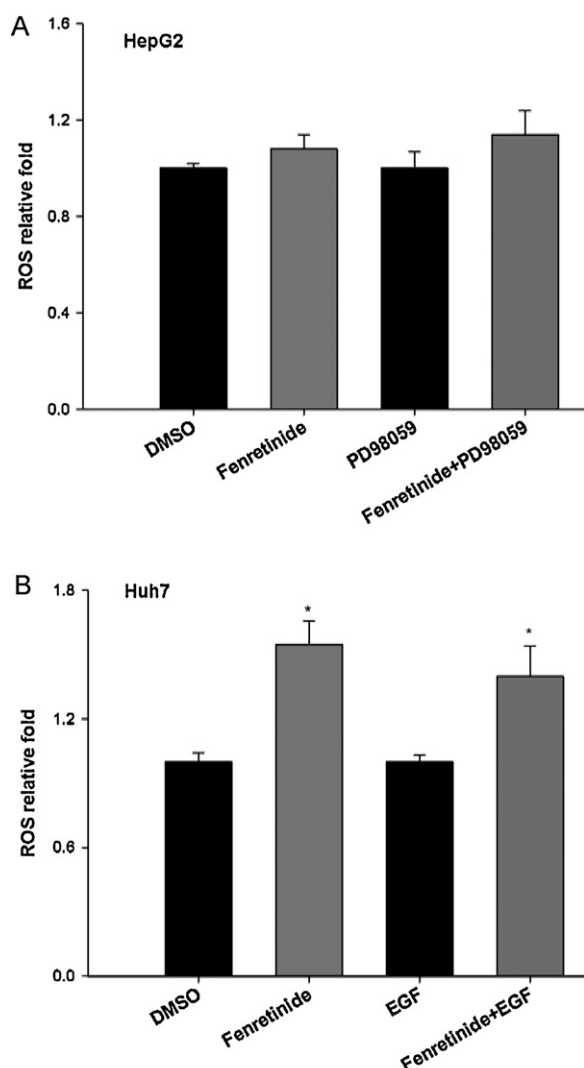 A
HepG2
ROS relative fold
1.6
1.2
0.8
0.4
0.0
DMSO
Fenretinide
PD98059
Fenretinide+PD98059
B
Huh7
ROS relative fold
1.8
1.2
0.6
0.0
*
*
DMSO
Fenretinide
EGF
Fenretinide+EGF